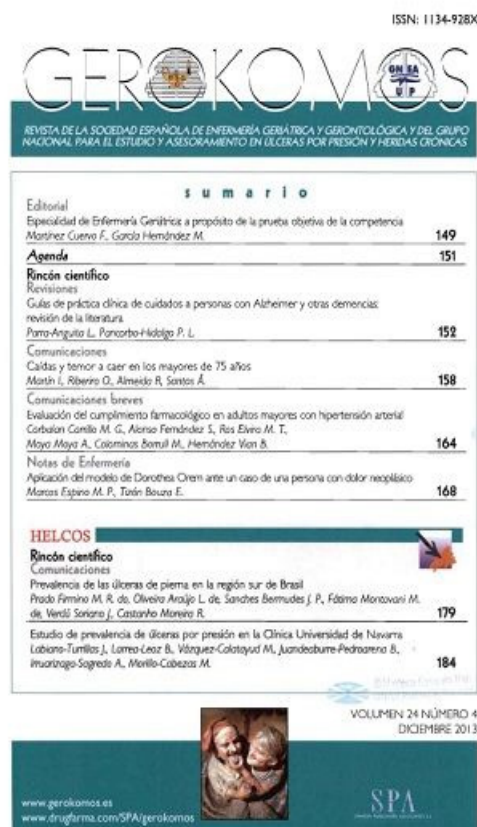 ISSN: 1134-928X
GEROKOMOS
GN EA
U P
REVISTA DE LA SOCIEDAD ESPAÑOLA DE ENFERMERÍA GERIÁTRICA Y GERONTOLÓGICA Y DEL GRUPO
NACIONAL PARA EL ESTUDIO Y ASESORAMIENTO EN ÚLCERAS POR PRESIÓN Y HERIDAS CRÓNICAS
sumario
Editorial
Especialidad de Enfermería Geriátrica: a propósito de la prueba objetiva de la competencia
Martínez Cuervo F., García Hernández M. 149
Agenda 151
Rincón científico
Revisiones
Guías de práctica clínica de cuidados a personas con Alzheimer y otras demencias:
revisión de la literatura
Parra-Anguita L., Pancorbo-Hidalgo P. L. 152
Comunicaciones
Caídas y temor a caer en los mayores de 75 años
Martín I., Ribeiro O., Almeida R., Santos Á. 158
Comunicaciones breves
Evaluación del cumplimiento farmacológico en adultos mayores con hipertensión arterial
Corbalan Carrillo M. G., Alonso Fernández S., Ros Elvira M. T.,
Moya Moya A., Colominas Borrull M., Hernández Vian B. 164
Notas de Enfermería
Aplicación del modelo de Dorothea Orem ante un caso de una persona con dolor neoplásico
Marcos Espino M. P., Tizón Bouza E. 168
HELCOS
Rincón científico
Comunicaciones
Prevalencia de las úlceras de pierna en la región sur de Brasil
Prado Firmino M. R. do, Oliveira Araújo L. de, Sanches Bermudes J. P., Fátima Mantovani M.
de, Verdú Soriano J., Castanho Moreira R. 179
Estudio de prevalencia de úlceras por presión en la Clínica Universidad de Navarra
Labiano-Turrillas J., Larrea-Leoz B., Vázquez-Calatayud M., Juandeaburre-Pedroarena B.,
Irruarizaga-Sagredo A., Morillo-Cabezas M. 184
VOLUMEN 24 NÚMERO 4
DICIEMBRE 2013
www.gerokomos.es
www.drugfarma.com/SPA/gerokomos
SPA